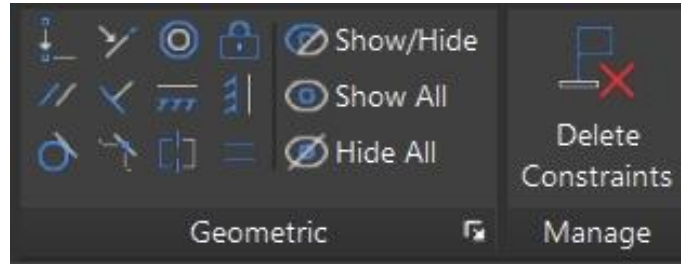 Show/Hide
Show All
Hide All
Geometric
Delete
Constraints
Manage